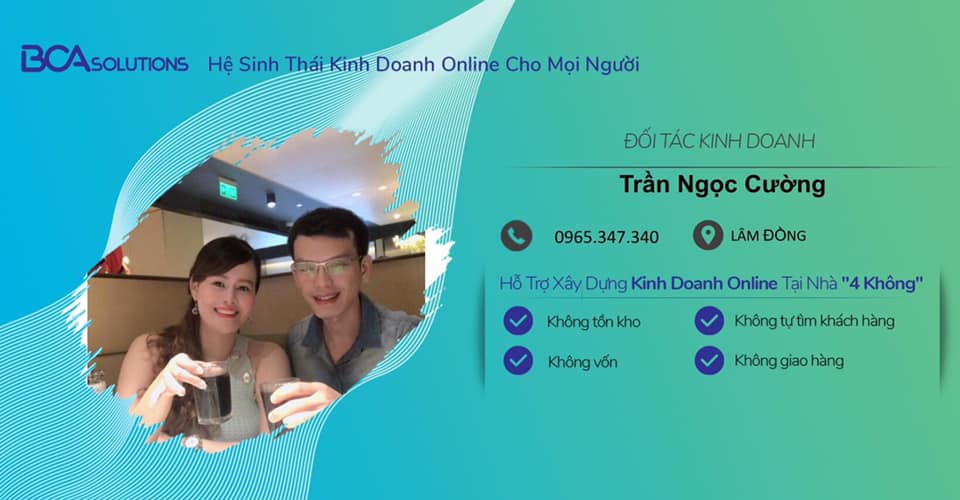 BCASOLUTIONS Hệ Sinh Thái Kinh Doanh Online Cho Mọi Người
ĐỐI TÁC KINH DOANH
Trần Ngọc Cường
0965.347.340 LÂM ĐỒNG
Hỗ Trợ Xây Dựng Kinh Doanh Online Tại Nhà "4 Không"
Không tồn kho Không tự tìm khách hàng
Không vốn Không giao hàng